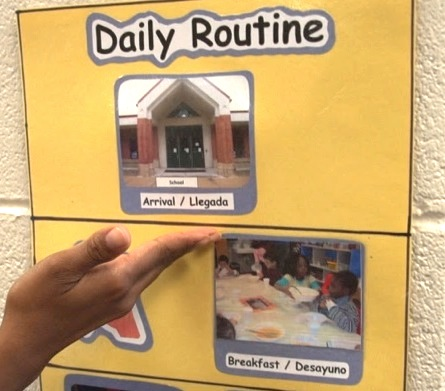 Daily Routine
School
Arrival / Llegada
Breakfast / Desayuno